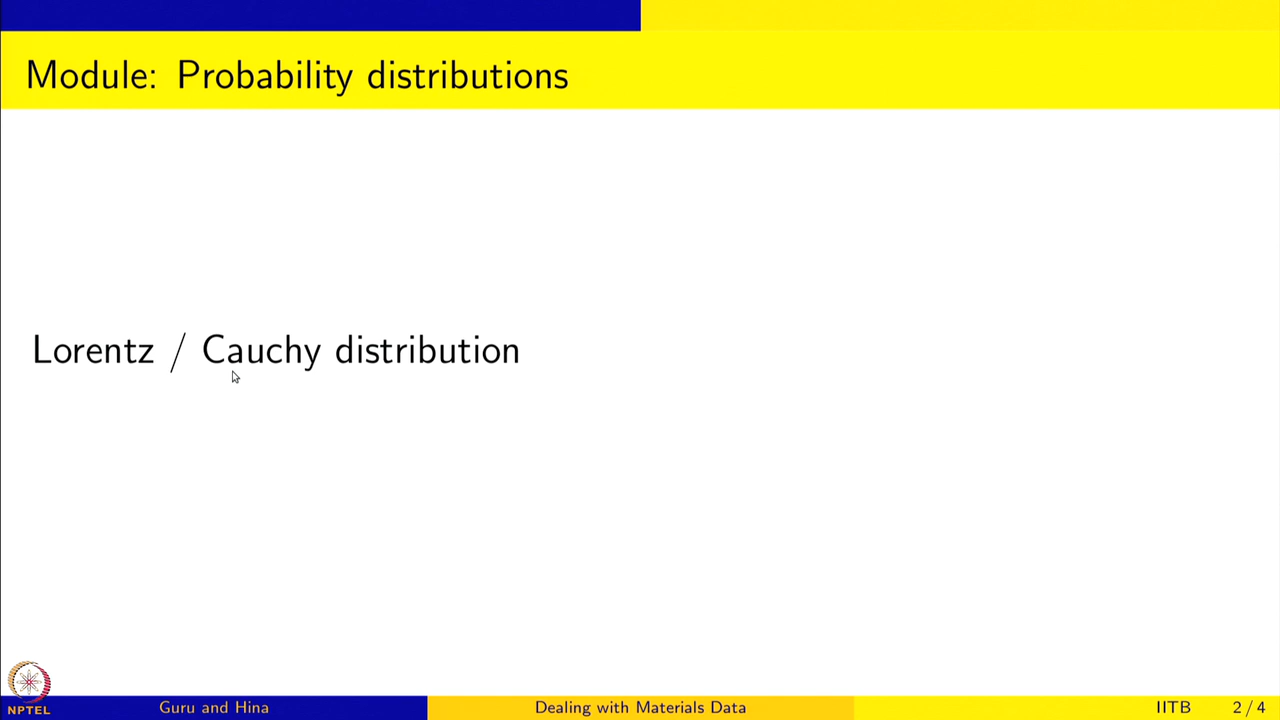 Module: Probability distributions
Lorentz / Cauchy distribution
NPTEL
Guru and Hina
Dealing with Materials Data
IITB
2 / 4